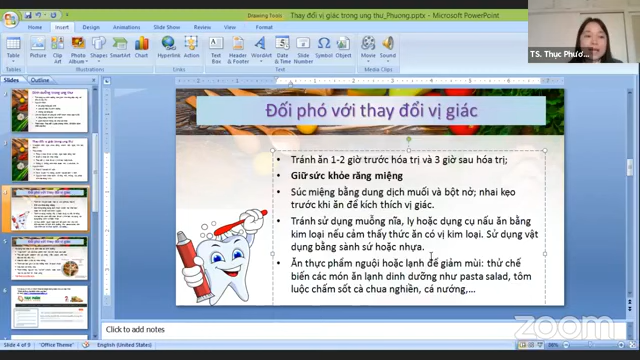 Drawing Tools
Thay đổi vị giác trong ung thư_Phuong.pptx - Microsoft PowerPoint
Home Insert Design Animations Slide Show Review View Format
Table Picture Clip Art Photo Album Shapes SmartArt Chart Hyperlink Action Text Box Header & Footer WordArt Date & Time Slide Number Symbol Object Movie Sound
Tables Illustrations Links Text Media Clips
TS. Thục Phươ...
Slides Outline
Đối phó với thay đổi vị giác
• Tránh ăn 1-2 giờ trước hóa trị và 3 giờ sau hóa trị;
• Giữ sức khỏe răng miệng
• Súc miệng bằng dung dịch muối và bột nở; nhai kẹo
trước khi ăn để kích thích vị giác.
• Tránh sử dụng muỗng nĩa, ly hoặc dụng cụ nấu ăn bằng
kim loại nếu cảm thấy thức ăn có vị kim loại. Sử dụng vật
dụng bằng sành sứ hoặc nhựa.
• Ăn thực phẩm nguội hoặc lạnh để giảm mùi: thử chế
biến các món ăn lạnh dinh dưỡng như pasta salad, tôm
luộc chấm sốt cà chua nghiền, cá nướng,...
Click to add notes
zoom
"Office Theme" English (United States)